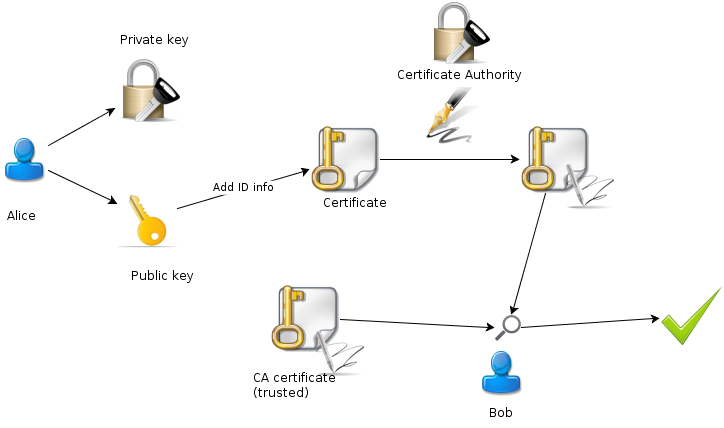 Private key
Certificate Authority
Alice
Add ID info
Certificate
Public key
CA certificate
(trusted)
Bob